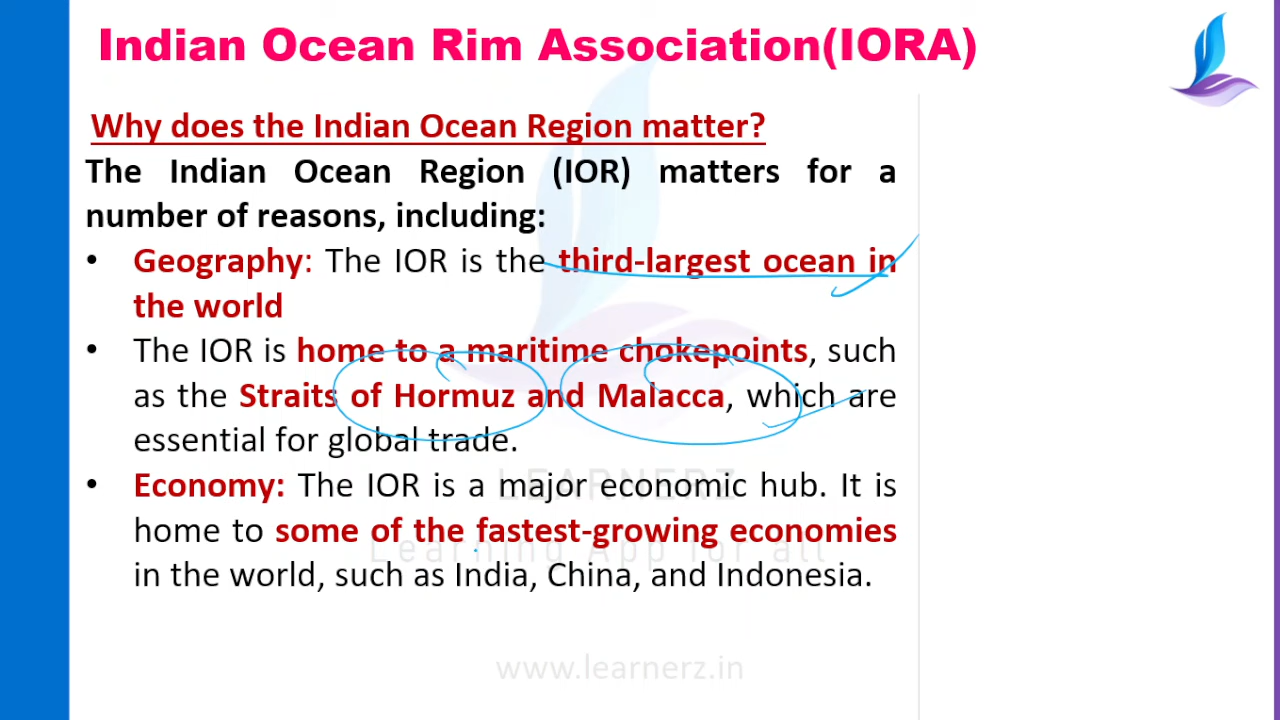 Indian Ocean Rim Association(IORA)
Why does the Indian Ocean Region matter?
The Indian Ocean Region (IOR) matters for a
number of reasons, including:
• Geography: The IOR is the third-largest ocean in
the world
• The IOR is home to a maritime chokepoints, such
as the Straits of Hormuz and Malacca, which are
essential for global trade.
• Economy: The IOR is a major economic hub. It is
LEARNERZ
home to some of the fastest-growing economies
Learning App for all
in the world, such as India, China, and Indonesia.
www.learnerz.in